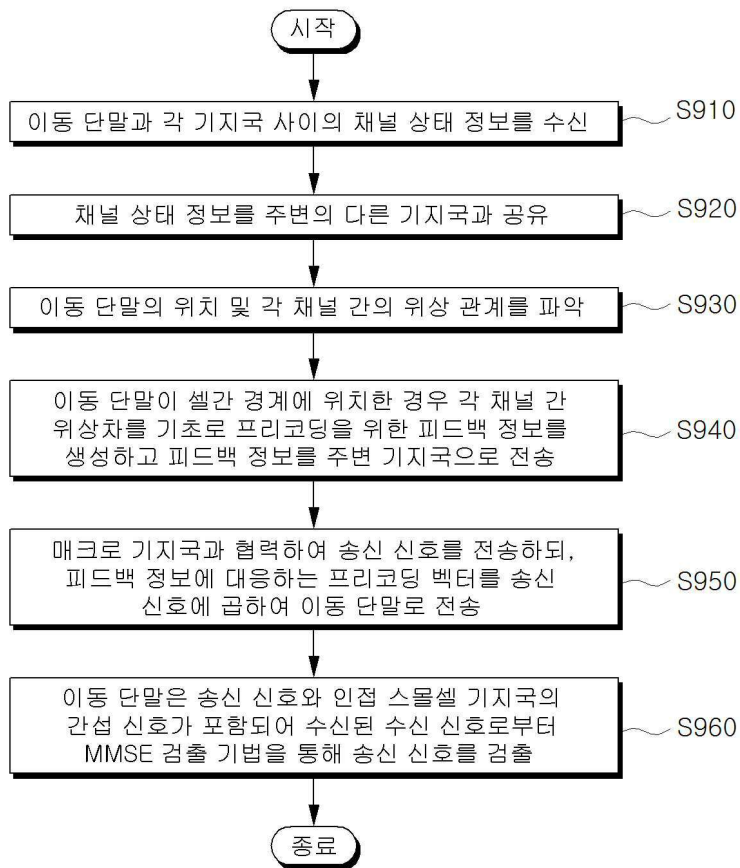 시작
이동 단말과 각 기지국 사이의 채널 상태 정보를 수신
S910
채널 상태 정보를 주변의 다른 기지국과 공유
S920
이동 단말의 위치 및 각 채널 간의 위상 관계를 파악
S930
이동 단말이 셀간 경계에 위치한 경우 각 채널 간
위상차를 기초로 프리코딩을 위한 피드백 정보를
생성하고 피드백 정보를 주변 기지국으로 전송
S940
매크로 기지국과 협력하여 송신 신호를 전송하되,
피드백 정보에 대응하는 프리코딩 벡터를 송신
신호에 곱하여 이동 단말로 전송
S950
이동 단말은 송신 신호와 인접 스몰셀 기지국의
간섭 신호가 포함되어 수신된 수신 신호로부터
MMSE 검출 기법을 통해 송신 신호를 검출
S960
종료